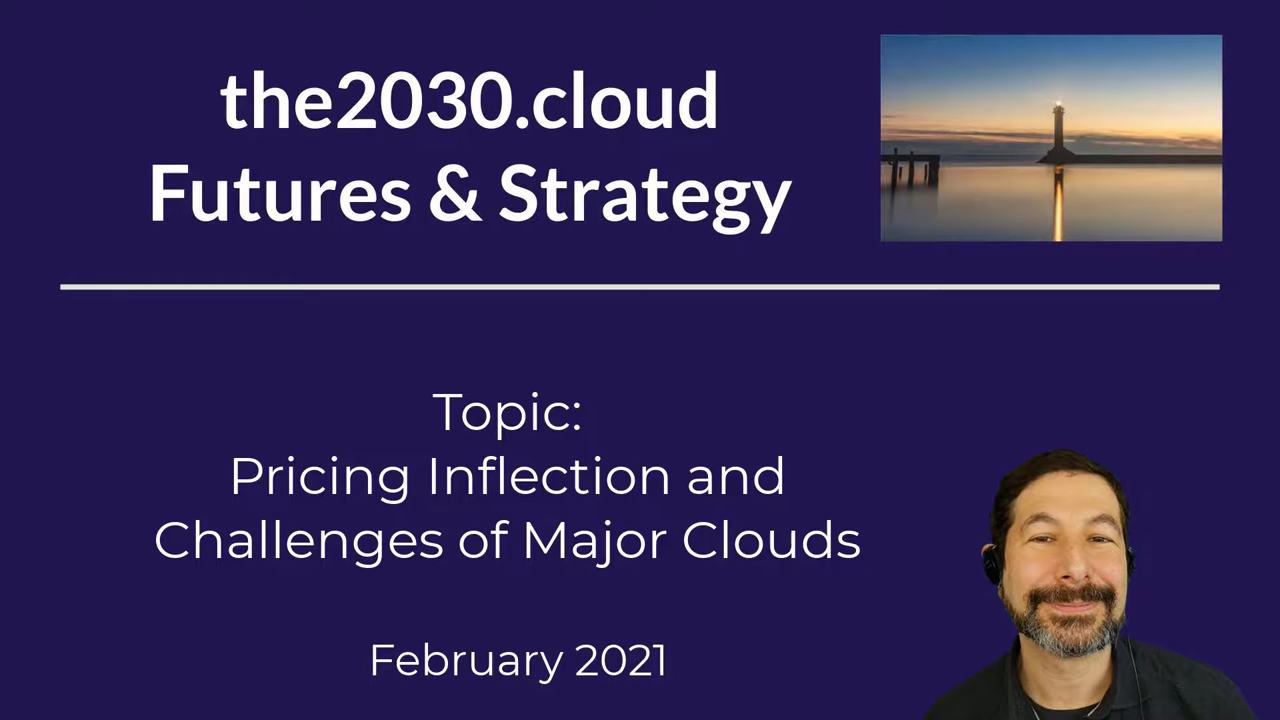 the2030.cloud
Futures & Strategy
Topic:
Pricing Inflection and
Challenges of Major Clouds
February 2021